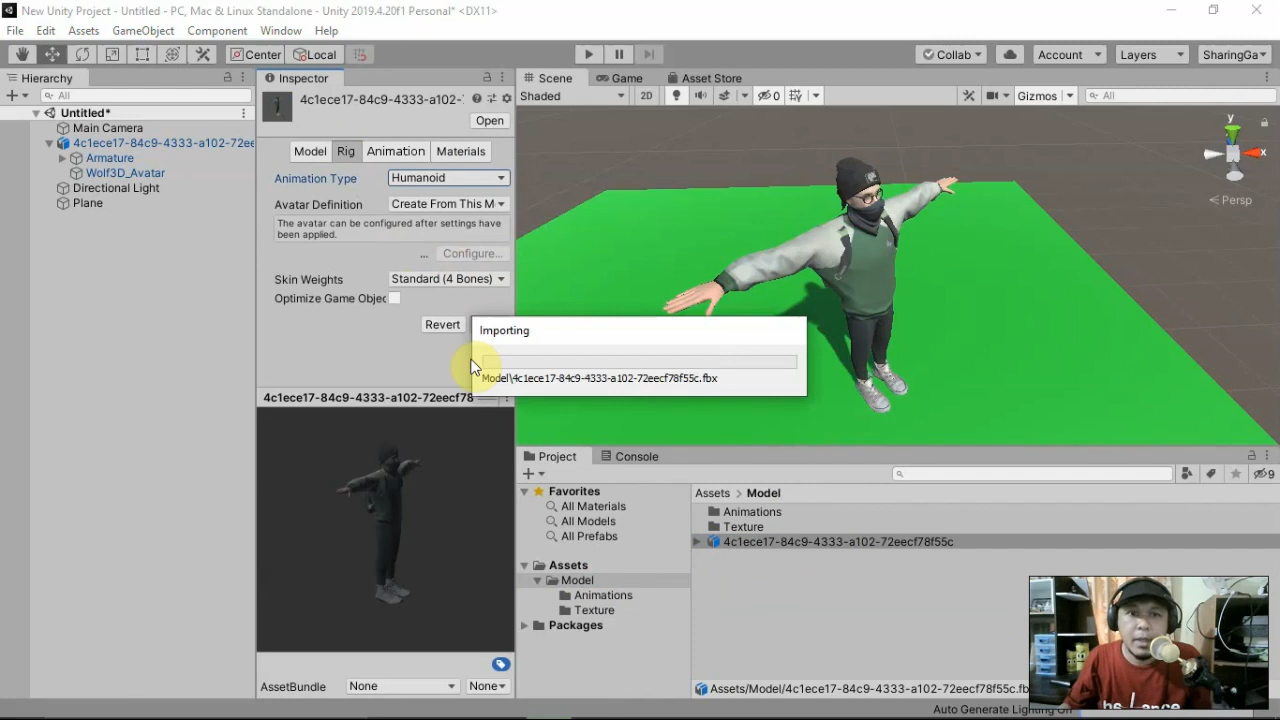 New Unity Project - Untitled - PC, Mac & Linux Standalone - Unity 2019.4.20f1 Personal* <DX11>
File Edit Assets GameObject Component Window Help
Center Local Collab Account Layers SharingGa
Hierarchy
All
Untitled*
Main Camera
4c1ece17-84c9-4333-a102-72ee
Armature
Wolf3D_Avatar
Directional Light
Plane
Inspector
4c1ece17-84c9-4333-a102-7
Open
Model Rig Animation Materials
Animation Type Humanoid
Avatar Definition Create From This M
The avatar can be configured after settings have
been applied.
... Configure...
Skin Weights Standard (4 Bones)
Optimize Game Objec
Revert
4c1ece17-84c9-4333-a102-72eecf78
AssetBundle None None
Scene Game Asset Store
Shaded 2D 0 Gizmos All
y
x
Persp
Importing
Model\4c1ece17-84c9-4333-a102-72eecf78f55c.fbx
Project Console
9
Favorites
All Materials
All Models
All Prefabs
Assets
Model
Animations
Texture
Packages
Assets > Model
Animations
Texture
4c1ece17-84c9-4333-a102-72eecf78f55c
Assets/Model/4c1ece17-84c9-4333-a102-72eecf78f55c.fb
Auto Generate Lighting On